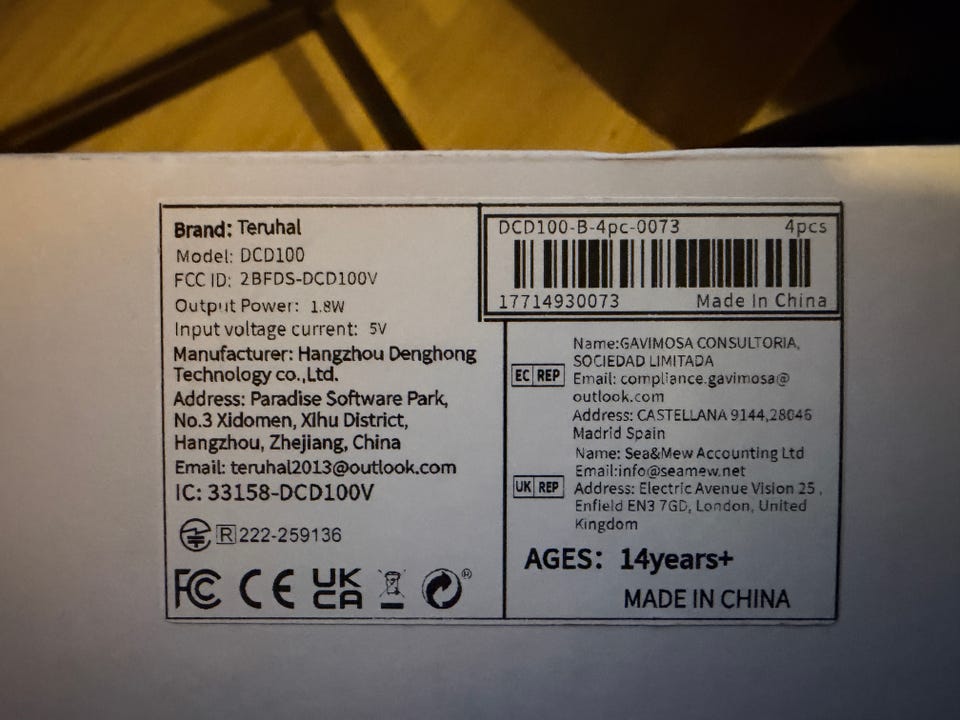 Brand: Teruhal
Model: DCD100
FCC ID: 2BFDS-DCD100V
Output Power: 1.8W
Input voltage current: 5V
Manufacturer: Hangzhou Denghong
Technology co.,Ltd.
Address: Paradise Software Park,
No.3 Xidomen, Xihu District,
Hangzhou, Zhejiang, China
Email: teruhal2013@outlook.com
IC: 33158-DCD100V
R 222-259136
FC CE UK
CA ®
DCD100-B-4pc-0073 4pcs
17714930073 Made In China
EC REP
Name:GAVIMOSA CONSULTORIA,
SOCIEDAD LIMITADA
Email: compliance.gavimosa@
outlook.com
Address: CASTELLANA 9144,28046
Madrid Spain
UK REP
Name: Sea&Mew Accounting Ltd
Email:info@seamew.net
Address: Electric Avenue Vision 25 ,
Enfield EN3 7GD, London, United
Kingdom
AGES: 14years+
MADE IN CHINA